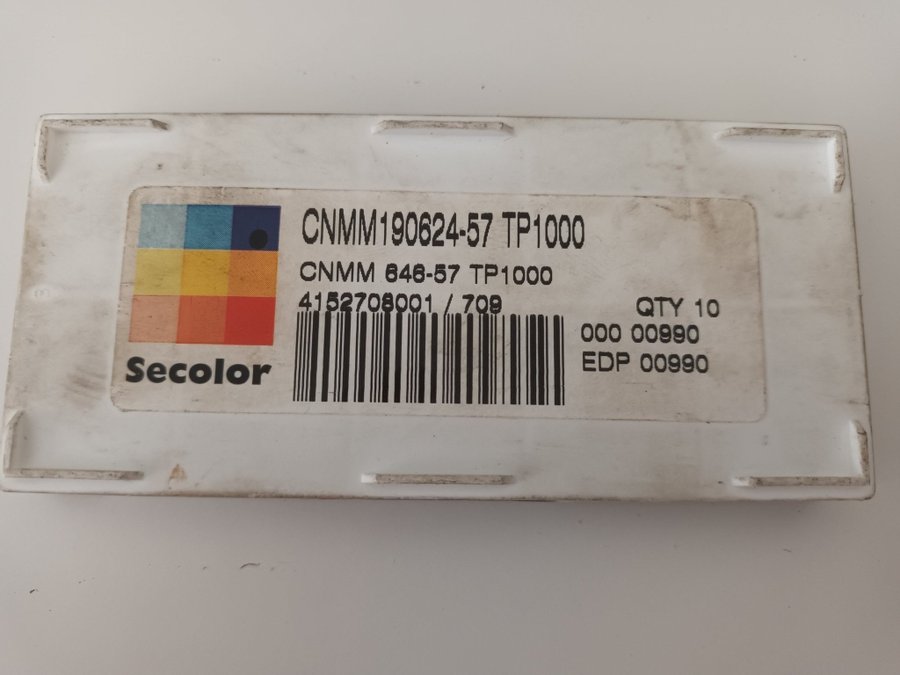 CNMM190624-57 TP1000
CNMM 646-57 TP1000
4152708001 / 709
QTY 10
000 00990
EDP 00990
Secolor